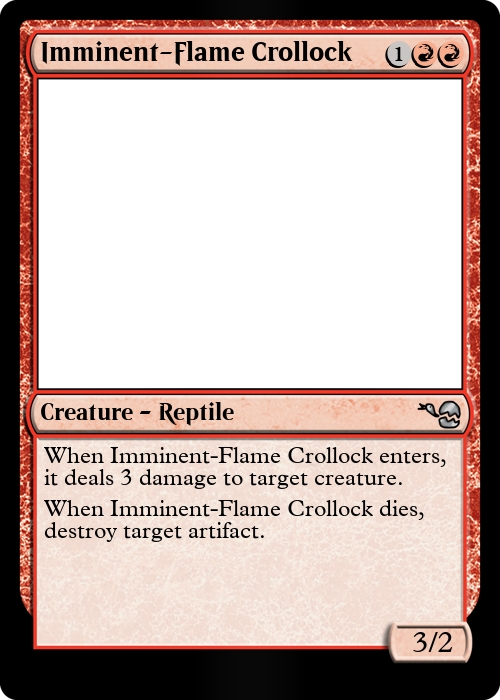 Imminent-Flame Crollock 1
Creature – Reptile
When Imminent-Flame Crollock enters,
it deals 3 damage to target creature.
When Imminent-Flame Crollock dies,
destroy target artifact.
3/2